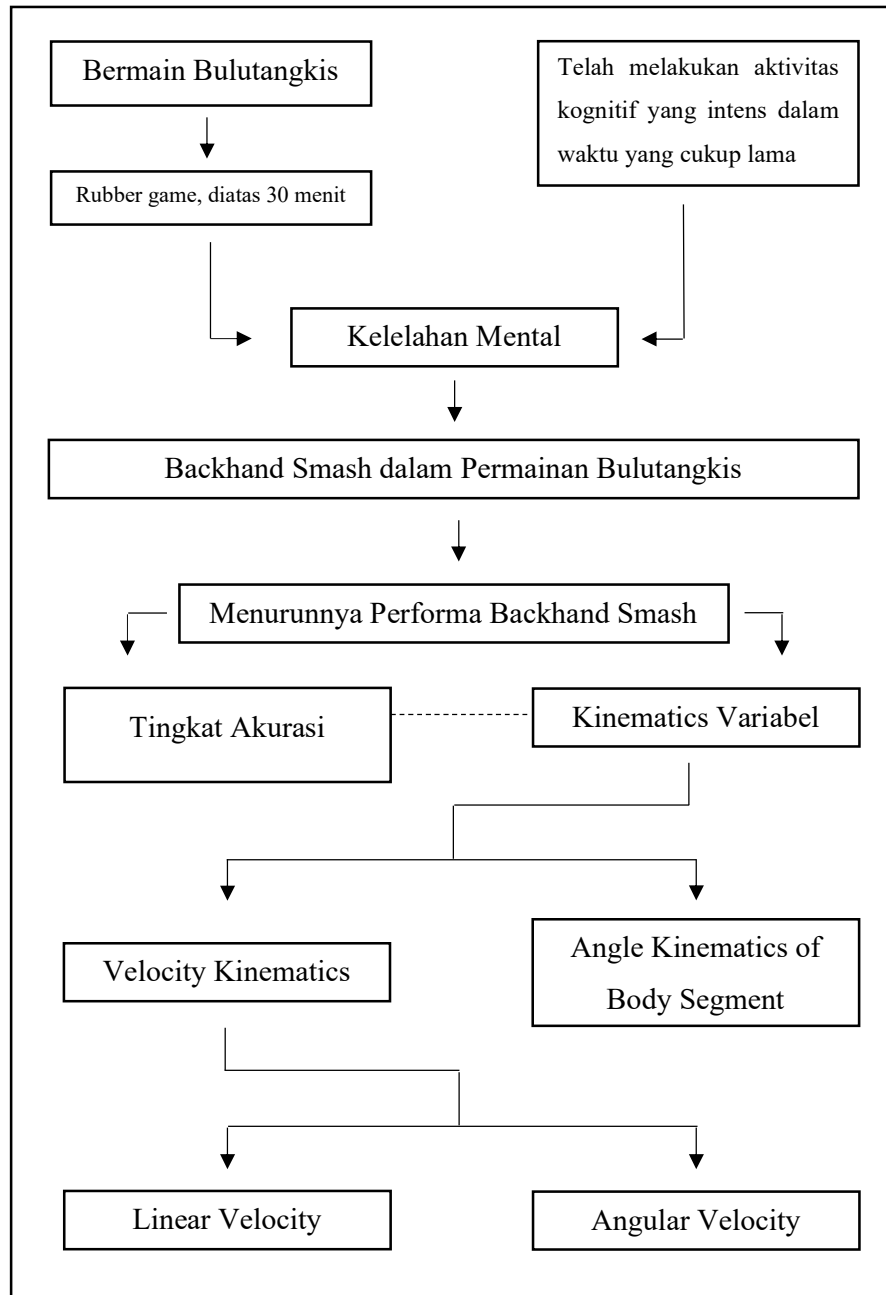 Bermain Bulutangkis
Telah melakukan aktivitas
kognitif yang intens dalam
waktu yang cukup lama
Rubber game, diatas 30 menit
Kelelahan Mental
Backhand Smash dalam Permainan Bulutangkis
Menurunnya Performa Backhand Smash
Tingkat Akurasi
Kinematics Variabel
Velocity Kinematics
Angle Kinematics of
Body Segment
Linear Velocity
Angular Velocity